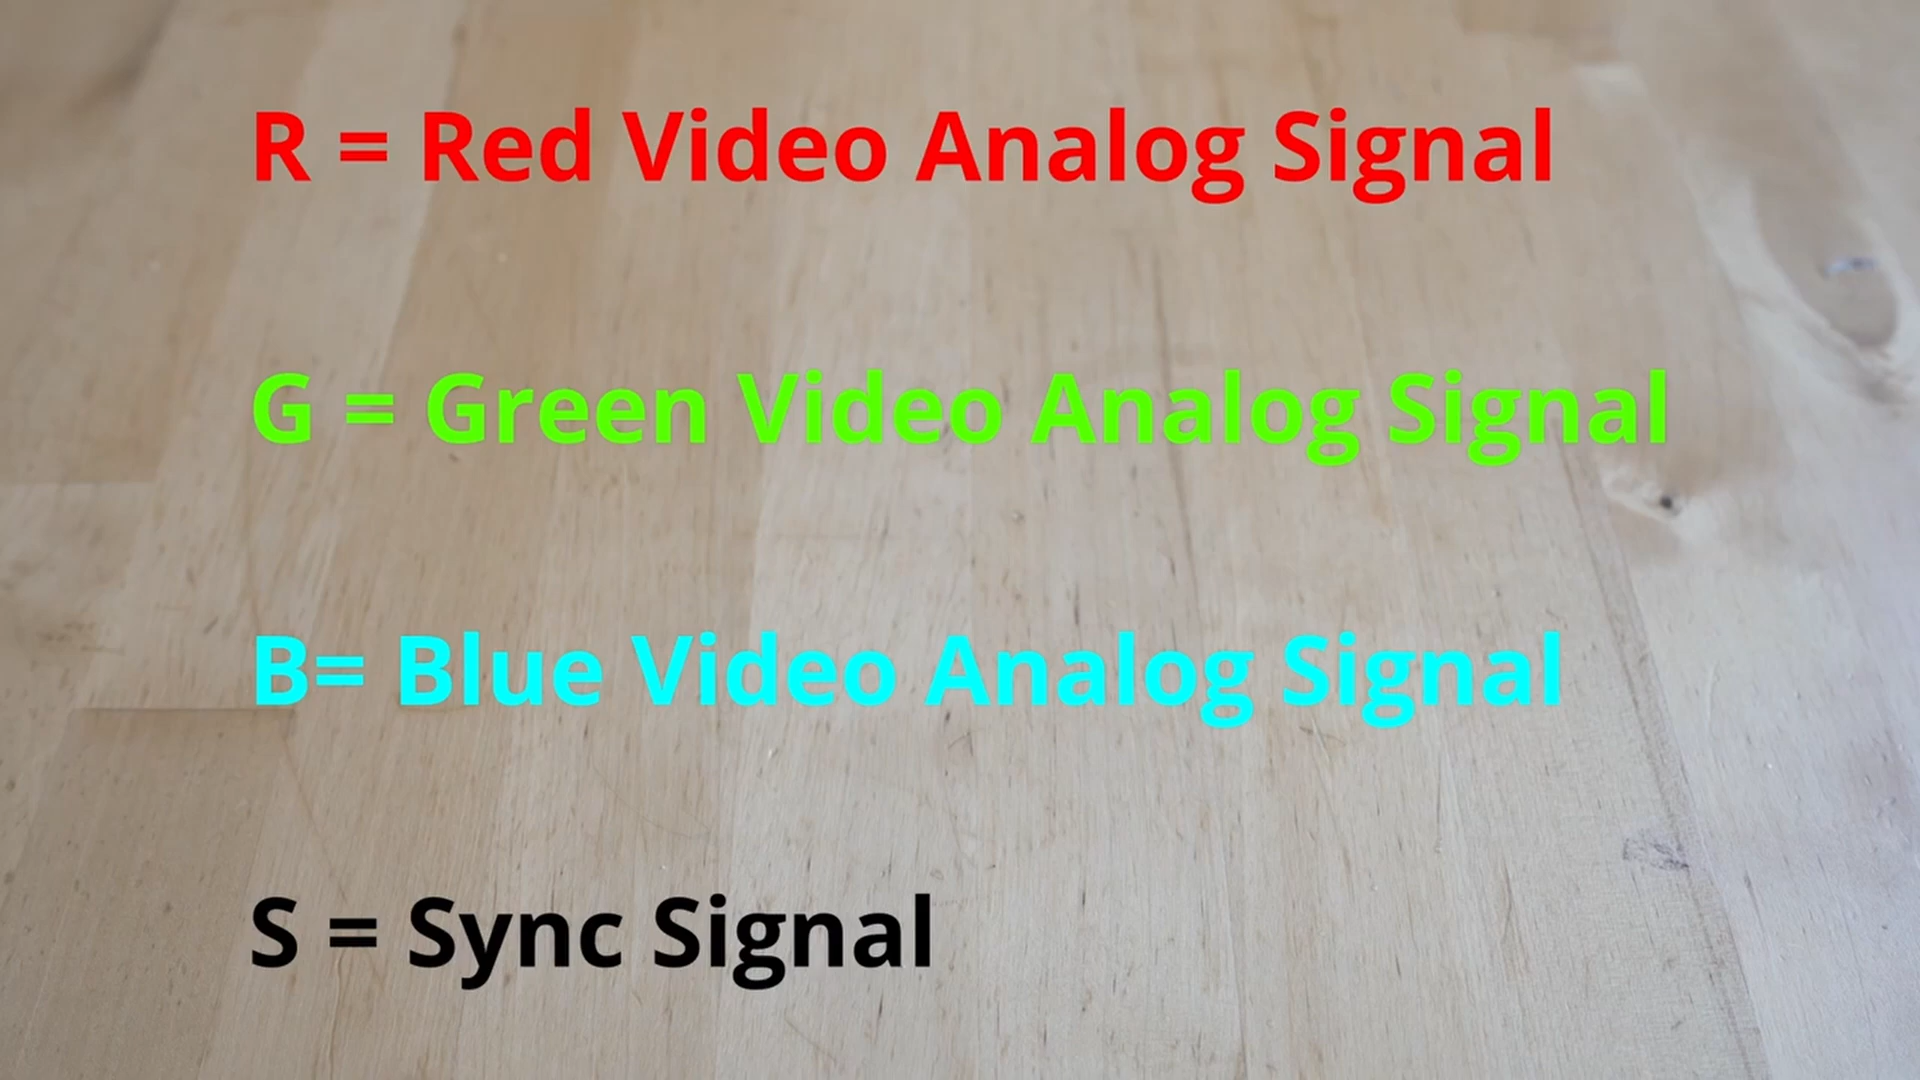 R = Red Video Analog Signal
G = Green Video Analog Signal
B= Blue Video Analog Signal
S = Sync Signal